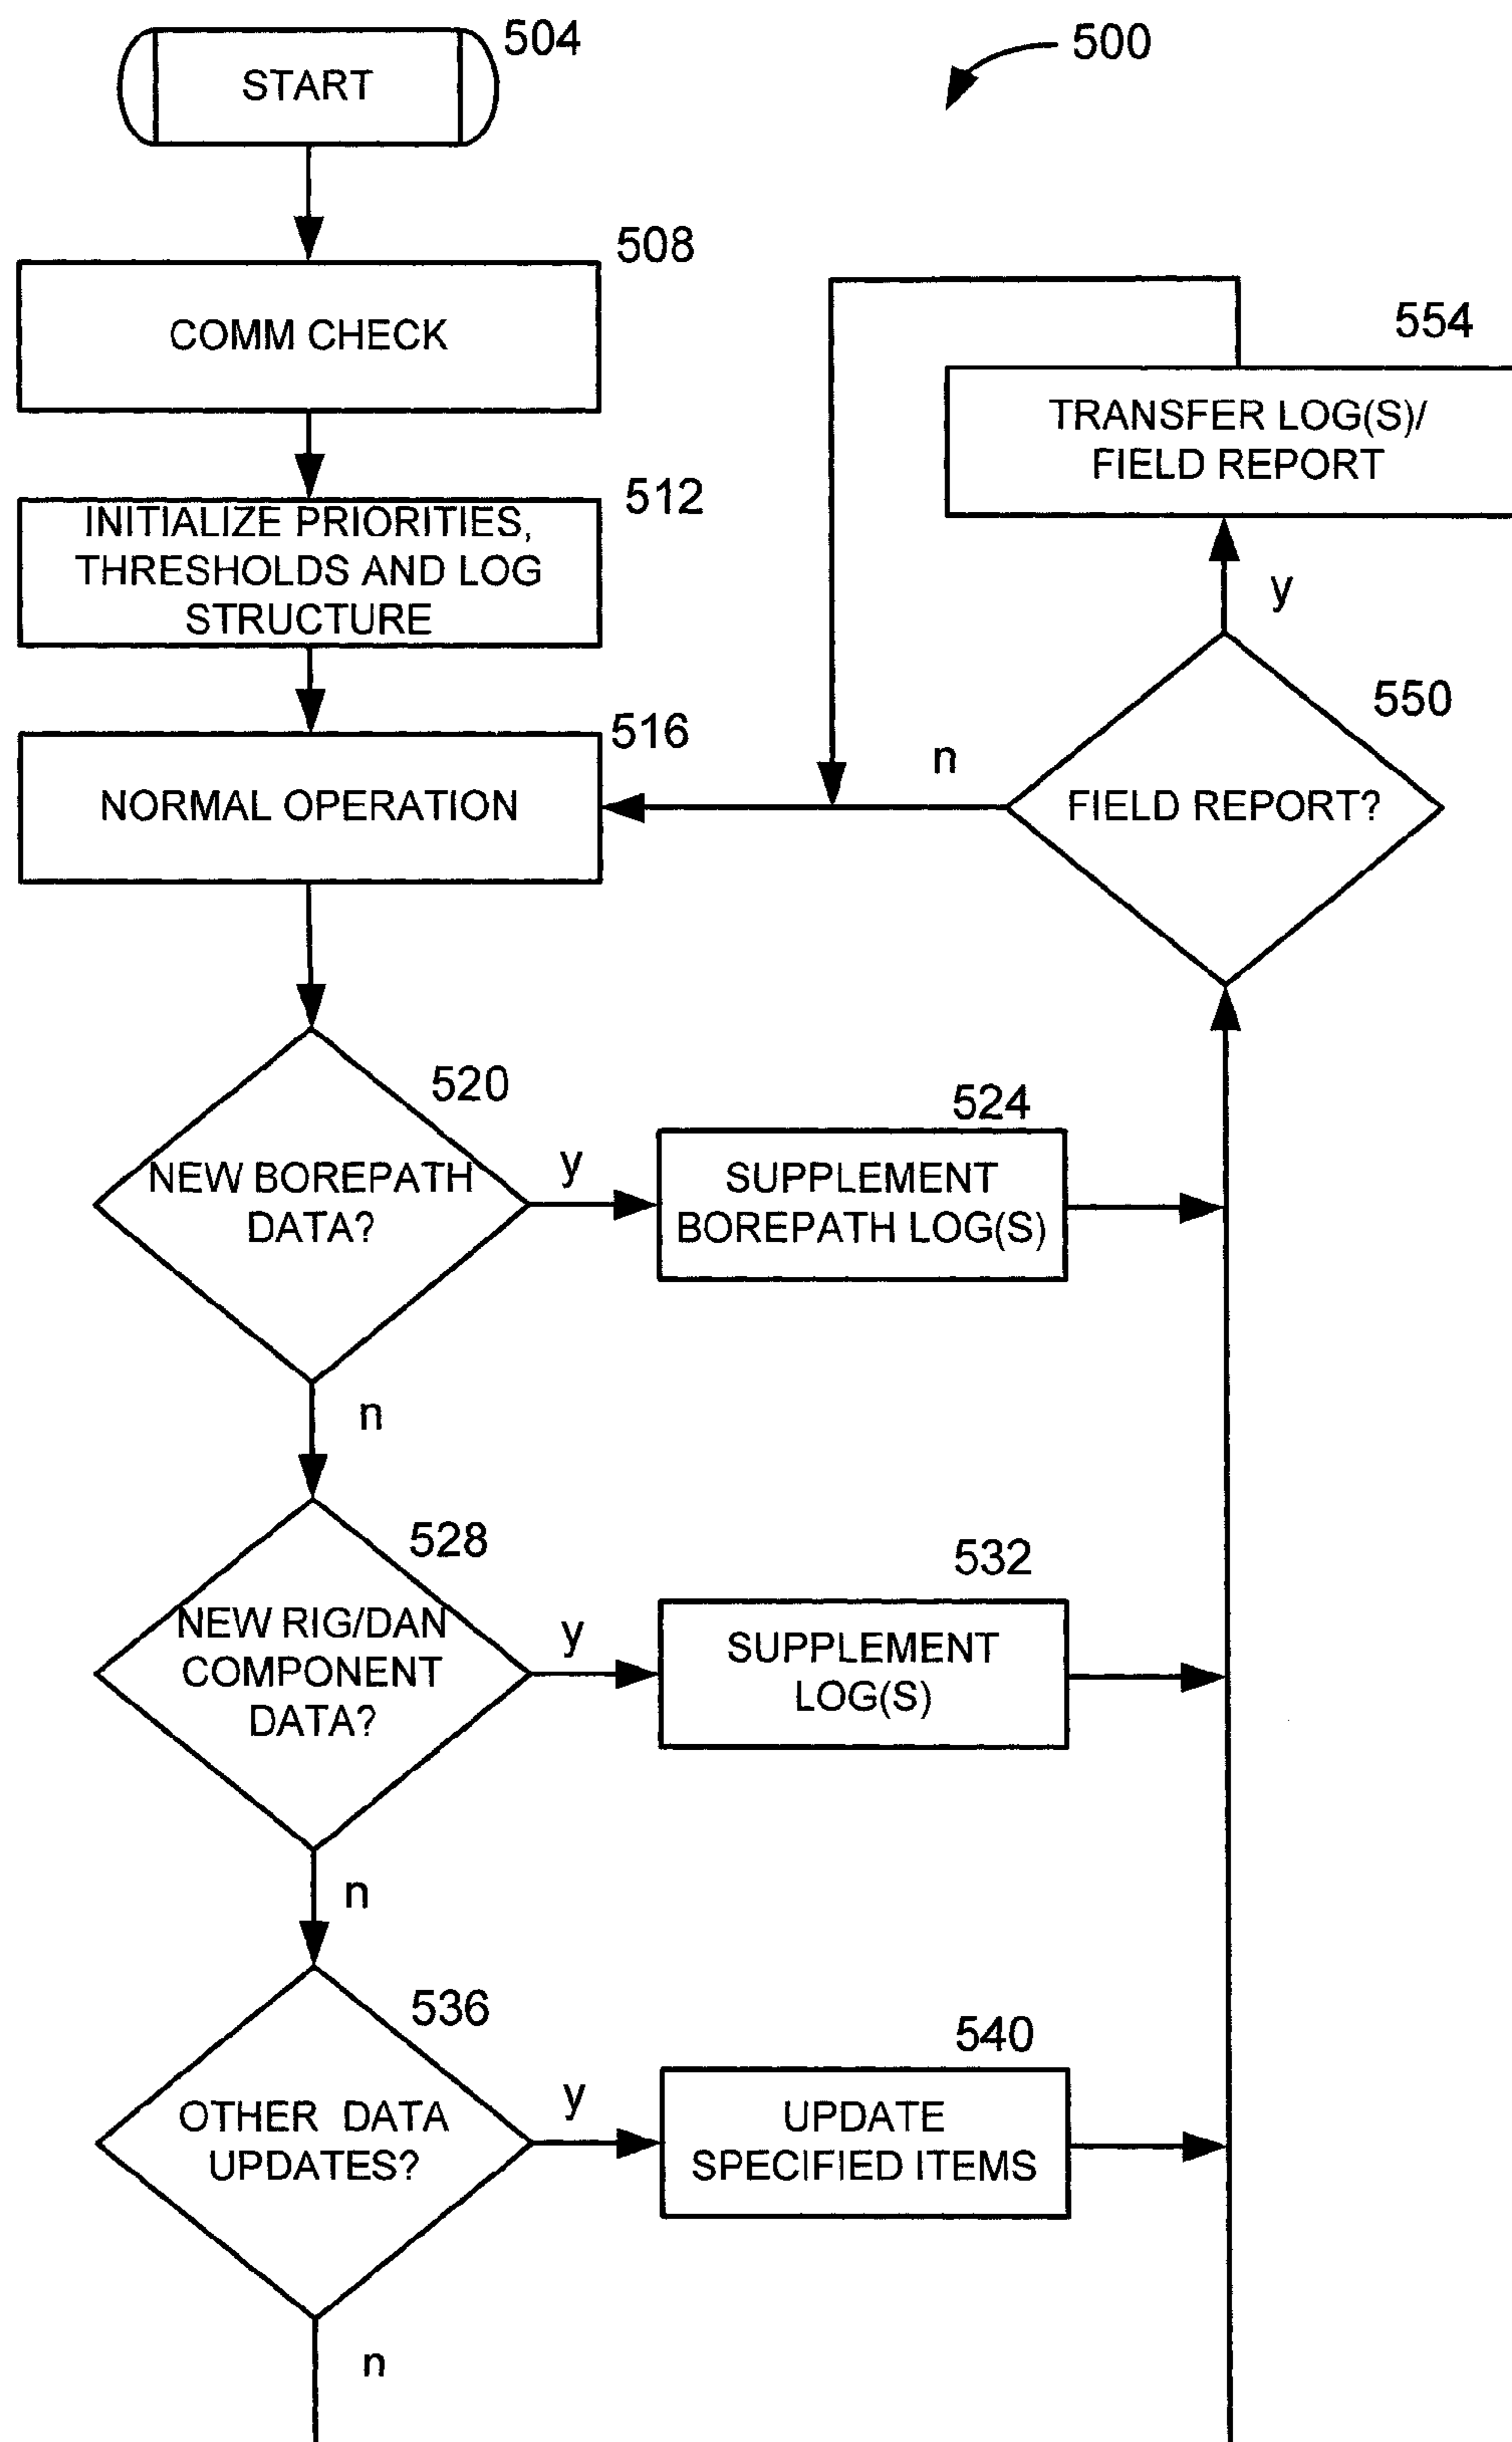 504
START
500
508
COMM CHECK
554
TRANSFER LOG(S)/
FIELD REPORT
512
INITIALIZE PRIORITIES,
THRESHOLDS AND LOG
STRUCTURE
y
516
NORMAL OPERATION
n
550
FIELD REPORT?
520
NEW BOREPATH
DATA?
y
524
SUPPLEMENT
BOREPATH LOG(S)
n
528
NEW RIG/DAN
COMPONENT
DATA?
y
532
SUPPLEMENT
LOG(S)
n
536
OTHER DATA
UPDATES?
y
540
UPDATE
SPECIFIED ITEMS
n